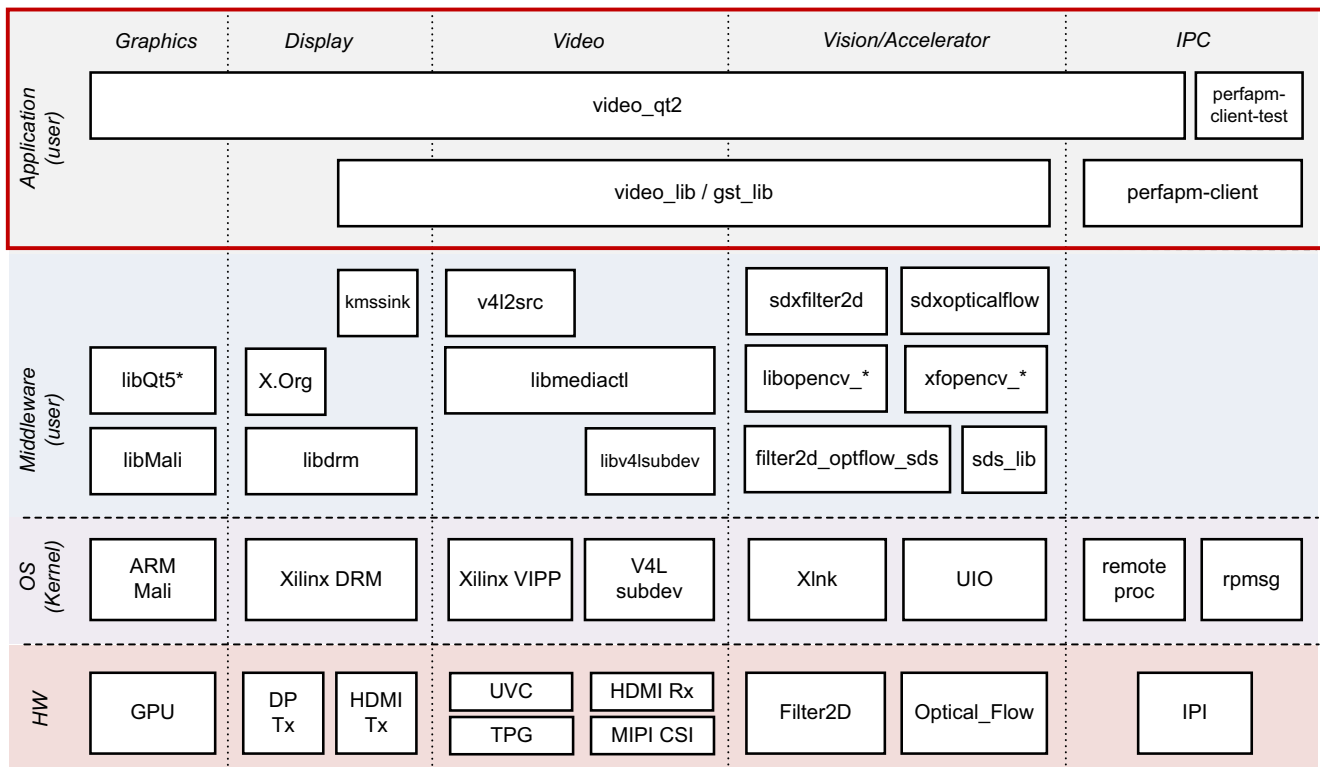 Graphics
Display
Video
Vision/Accelerator
IPC
Application
(user)
video_qt2
perfapm-
client-test
video_lib / gst_lib
perfapm-client
Middleware
(user)
kmssink
v4l2src
sdxfilter2d
sdxopticalflow
libQt5*
X.Org
libmediactl
libopencv_*
xfopencv_*
libMali
libdrm
libv4lsubdev
filter2d_optflow_sds
sds_lib
OS
(Kernel)
ARM
Mali
Xilinx DRM
Xilinx VIPP
V4L
subdev
Xlnk
UIO
remote
proc
rpmsg
HW
GPU
DP
Tx
HDMI
Tx
UVC
HDMI Rx
TPG
MIPI CSI
Filter2D
Optical_Flow
IPI